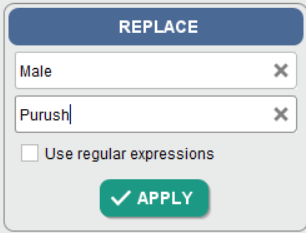 REPLACE
Male
Purush
Use regular expressions
APPLY